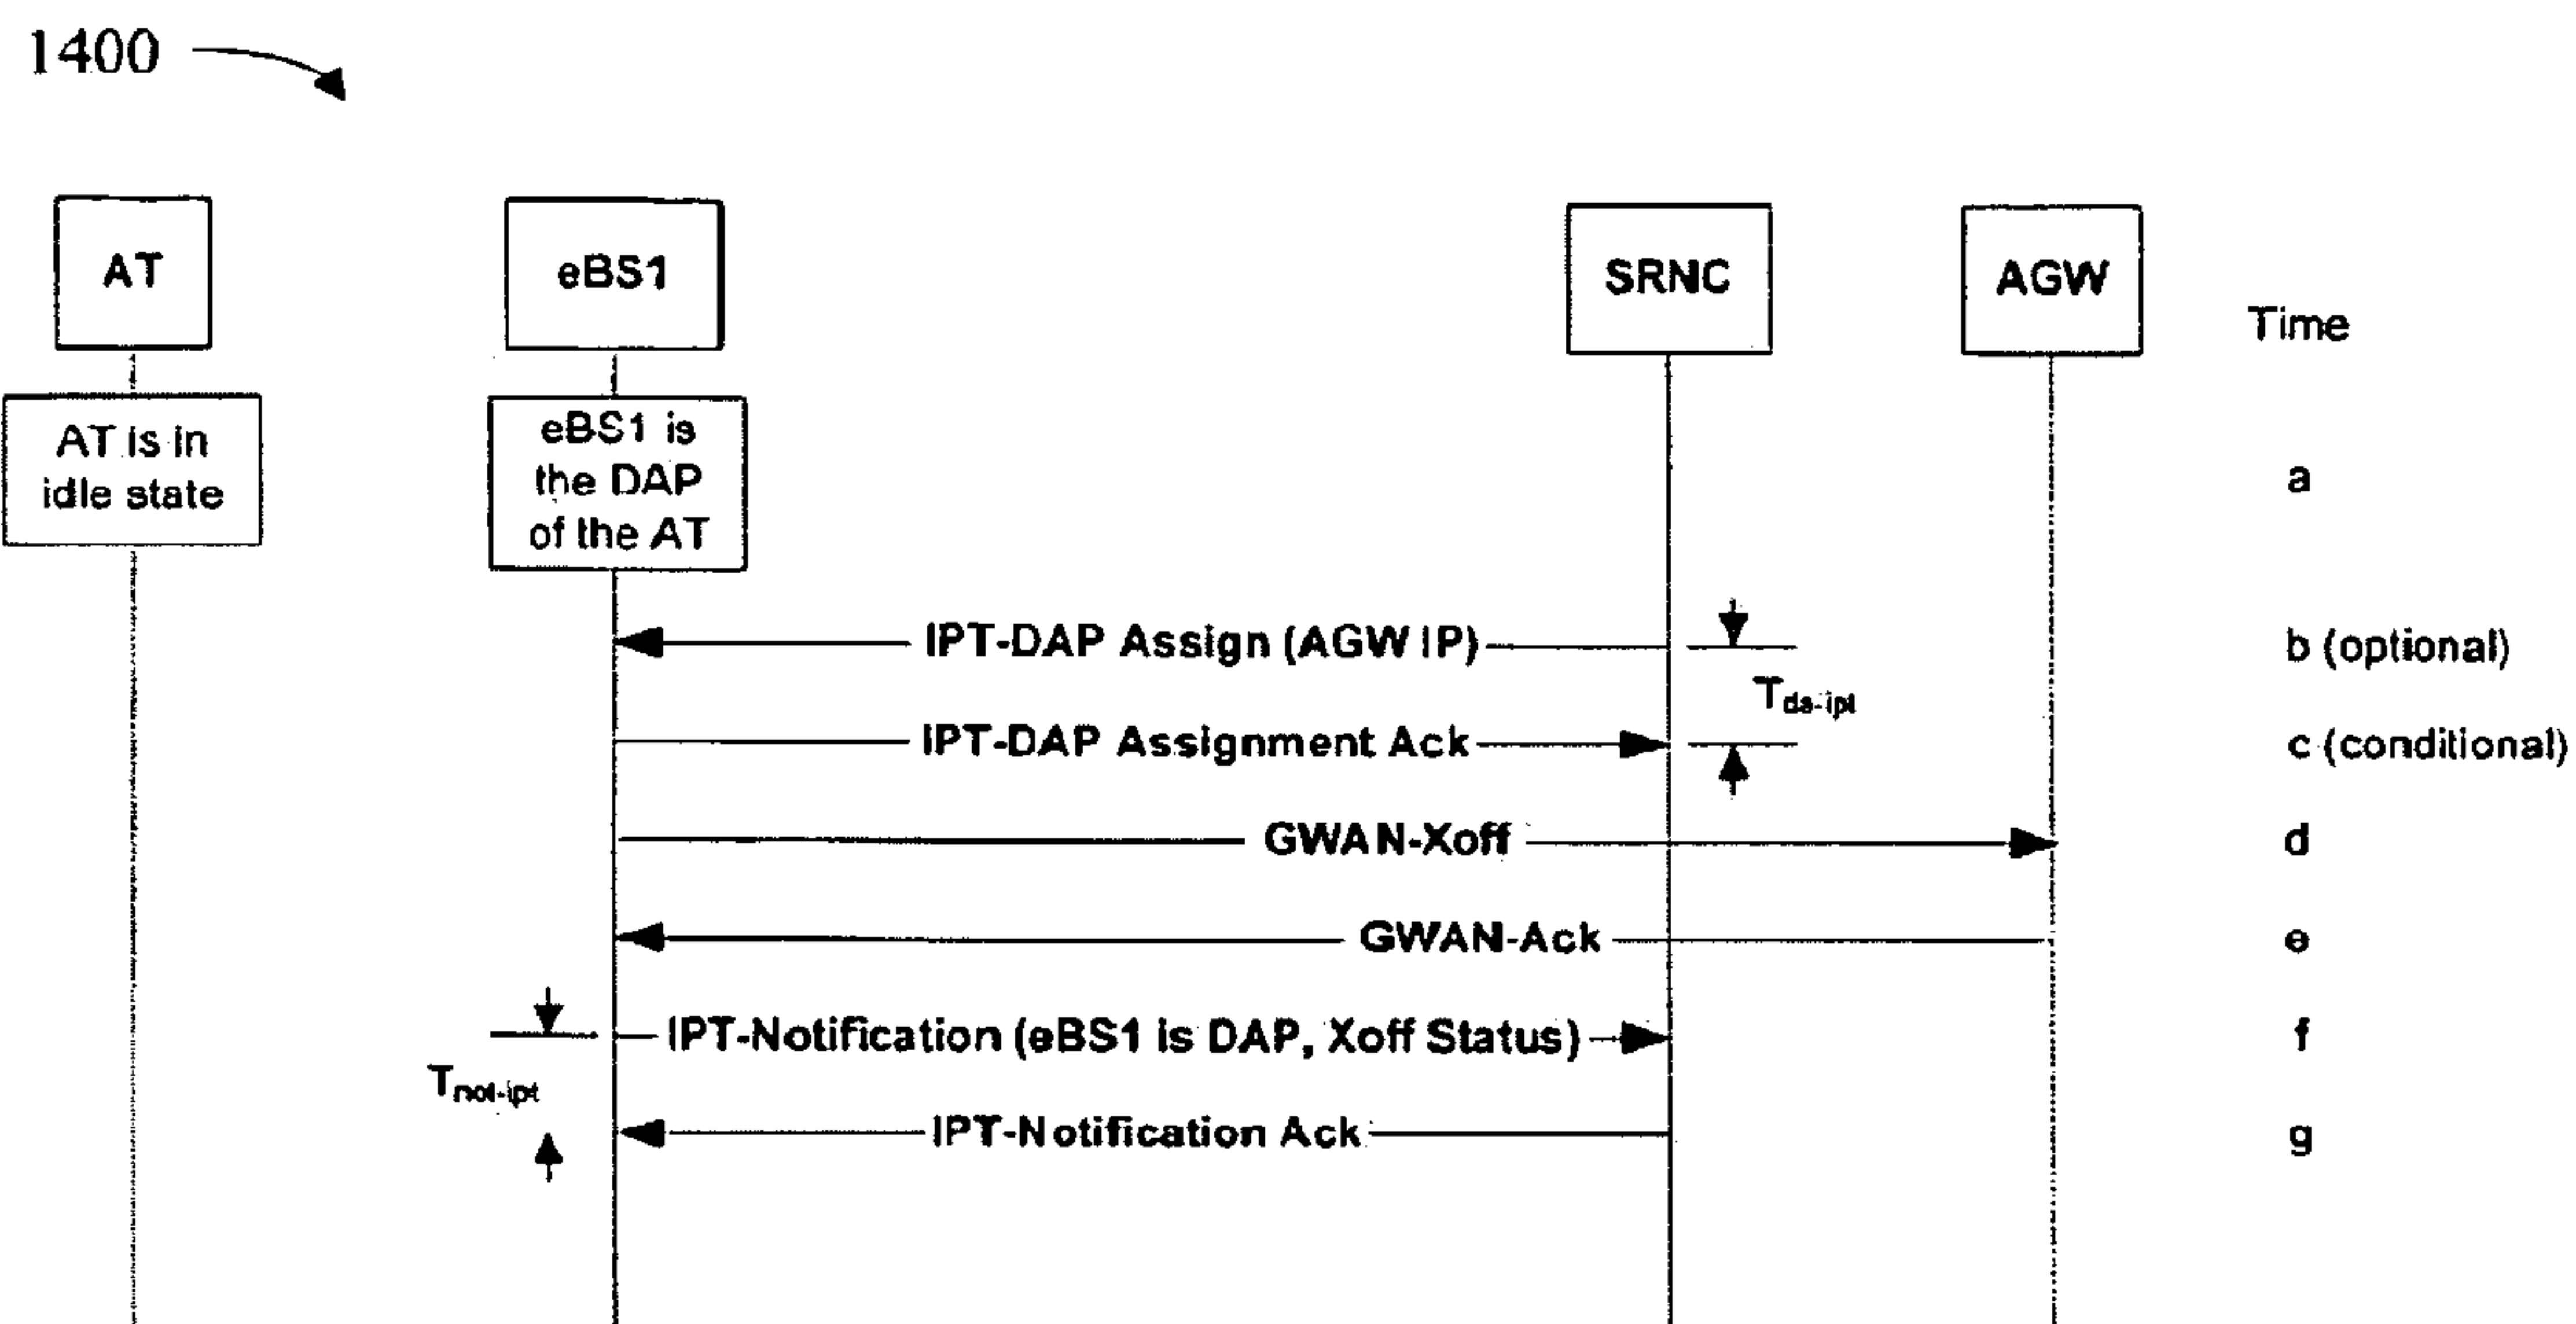 1400
AT
eBS1
SRNC
AGW
Time
AT is in
idle state
eBS1 is
the DAP
of the AT
a
IPT-DAP Assign (AGW IP)
b (optional)
Tda-ipt
IPT-DAP Assignment Ack
c (conditional)
GWAN-Xoff
d
GWAN-Ack
e
IPT-Notification (eBS1 is DAP, Xoff Status)
f
Tnot-ipt
IPT-Notification Ack
g